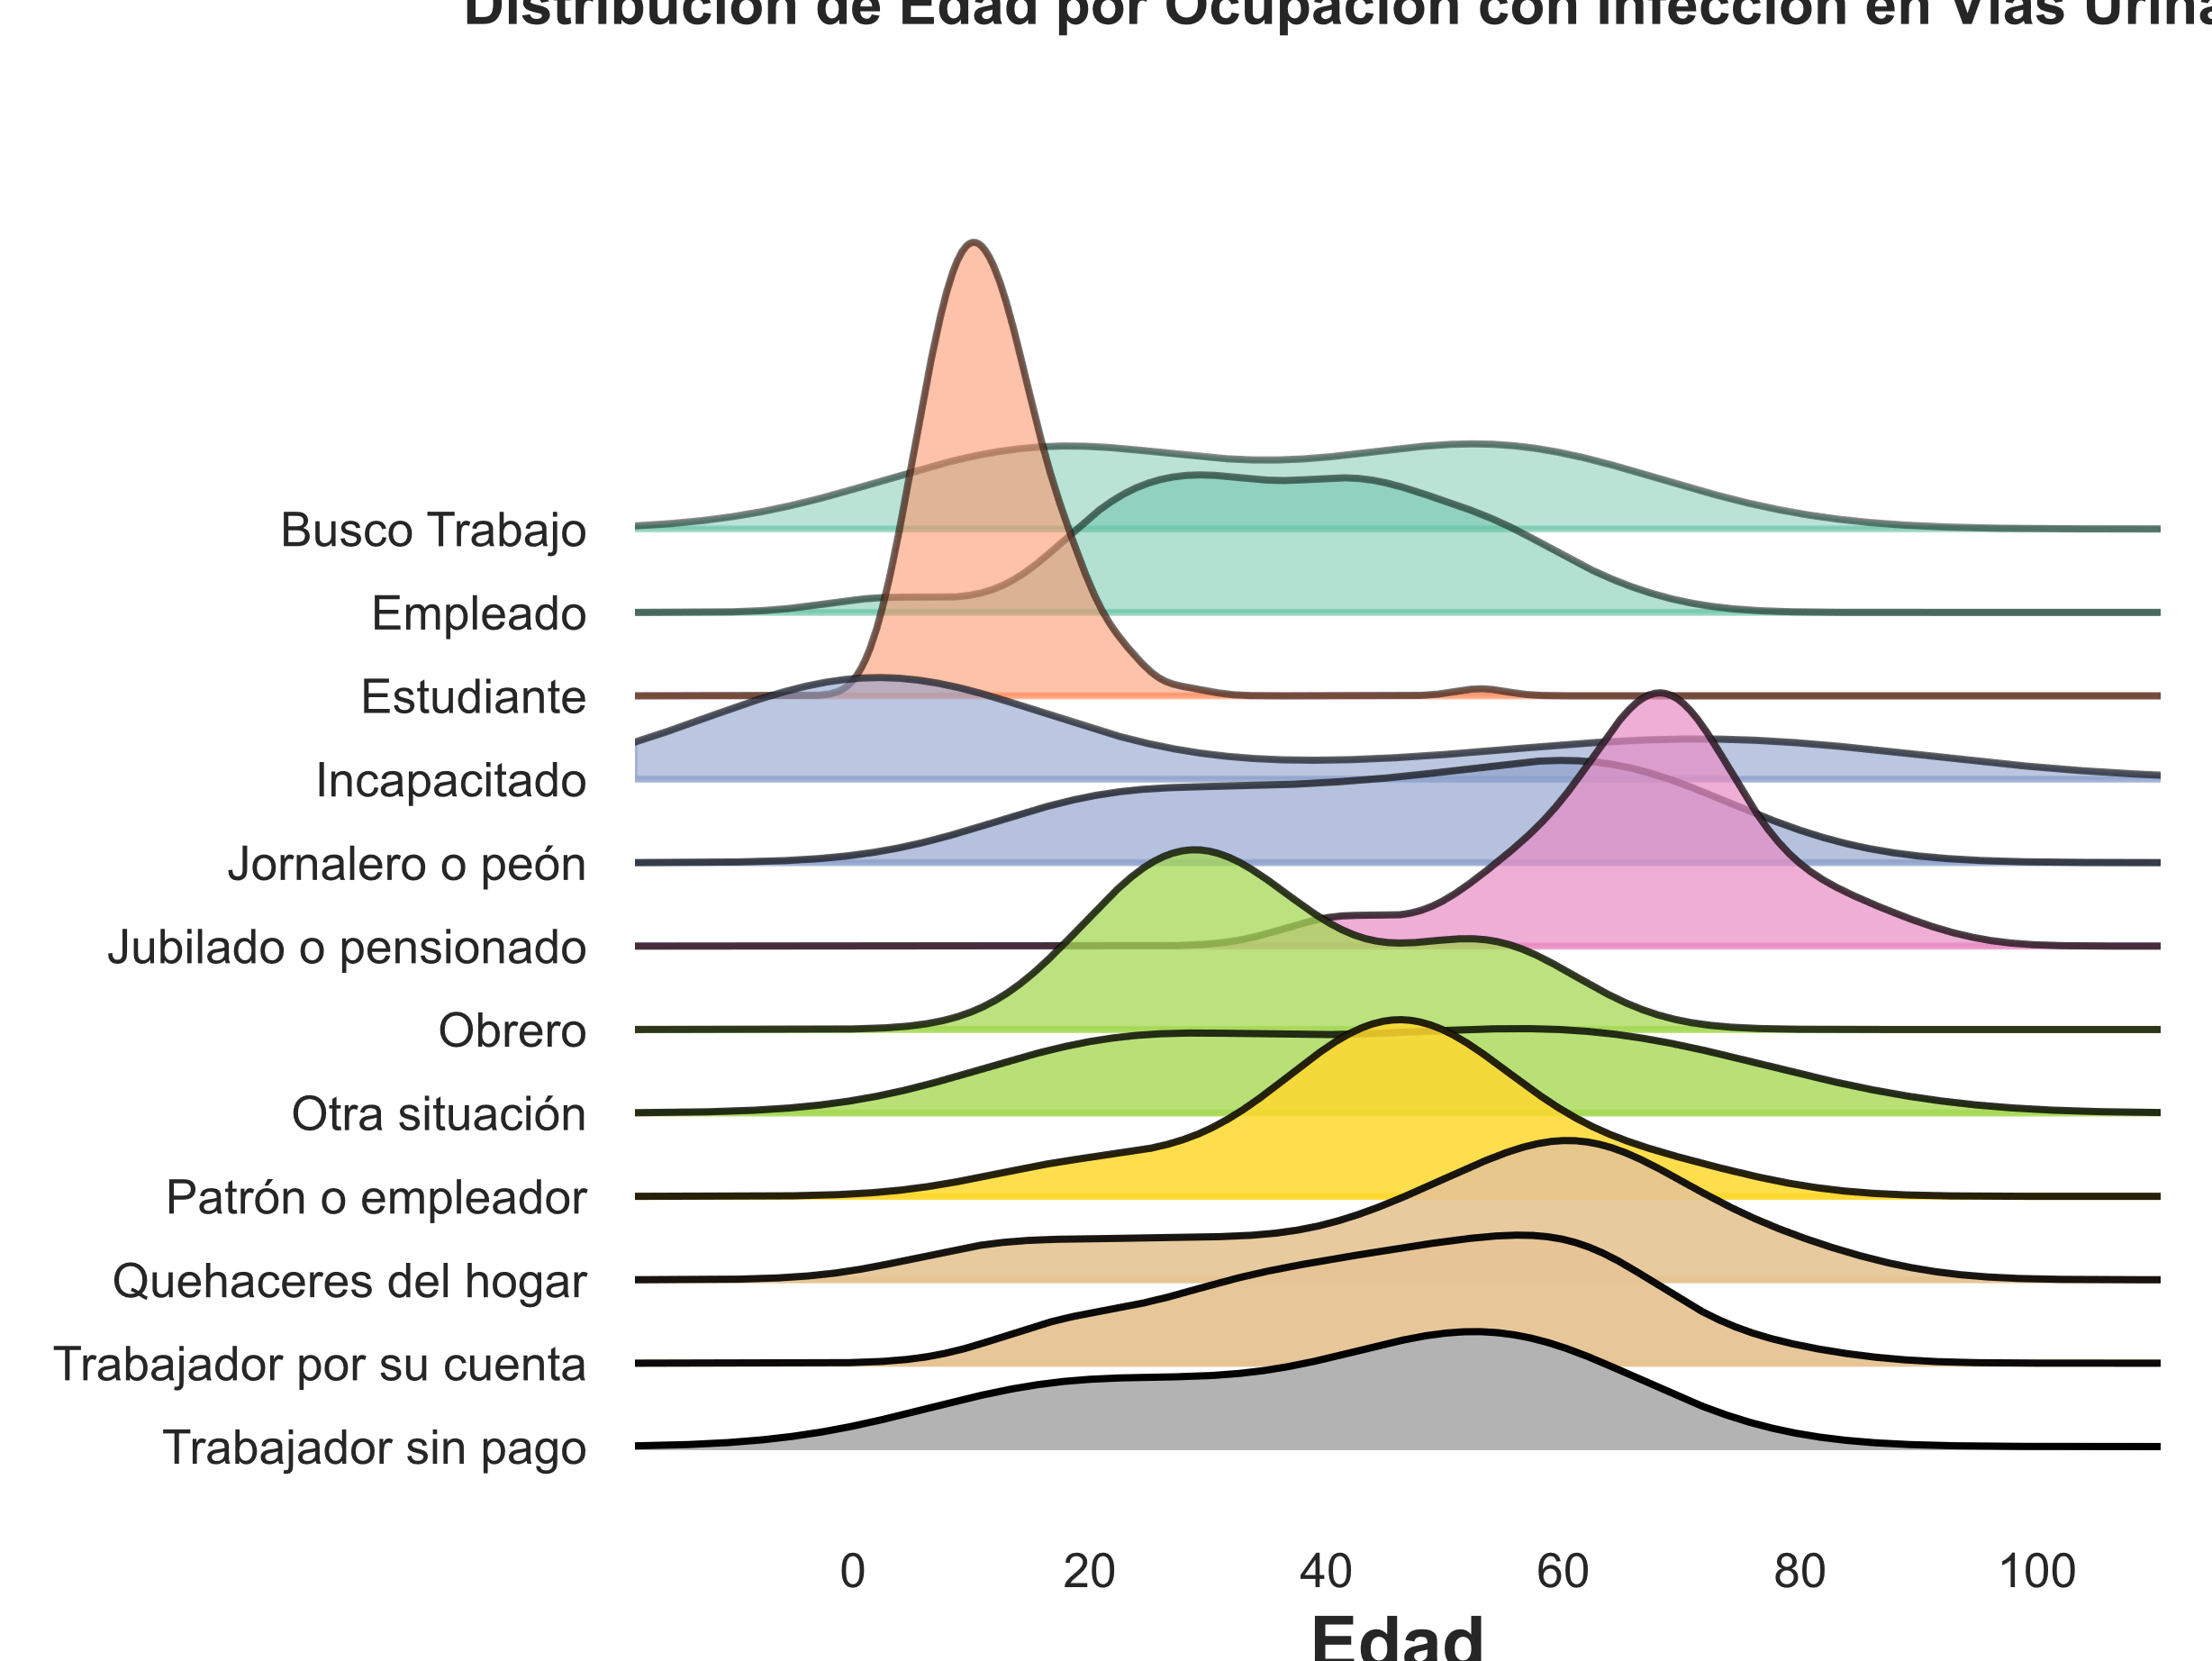 Distribución de Edad por Ocupación con Infección en Vías
Busco Trabajo
Empleado
Estudiante
Incapacitado
Jornalero o peón
Jubilado o pensionado
Obrero
Otra situación
Patrón o empleador
Quehaceres del hogar
Trabajador por su cuenta
Trabajador sin pago
0 20 40 60 80 100
Edad